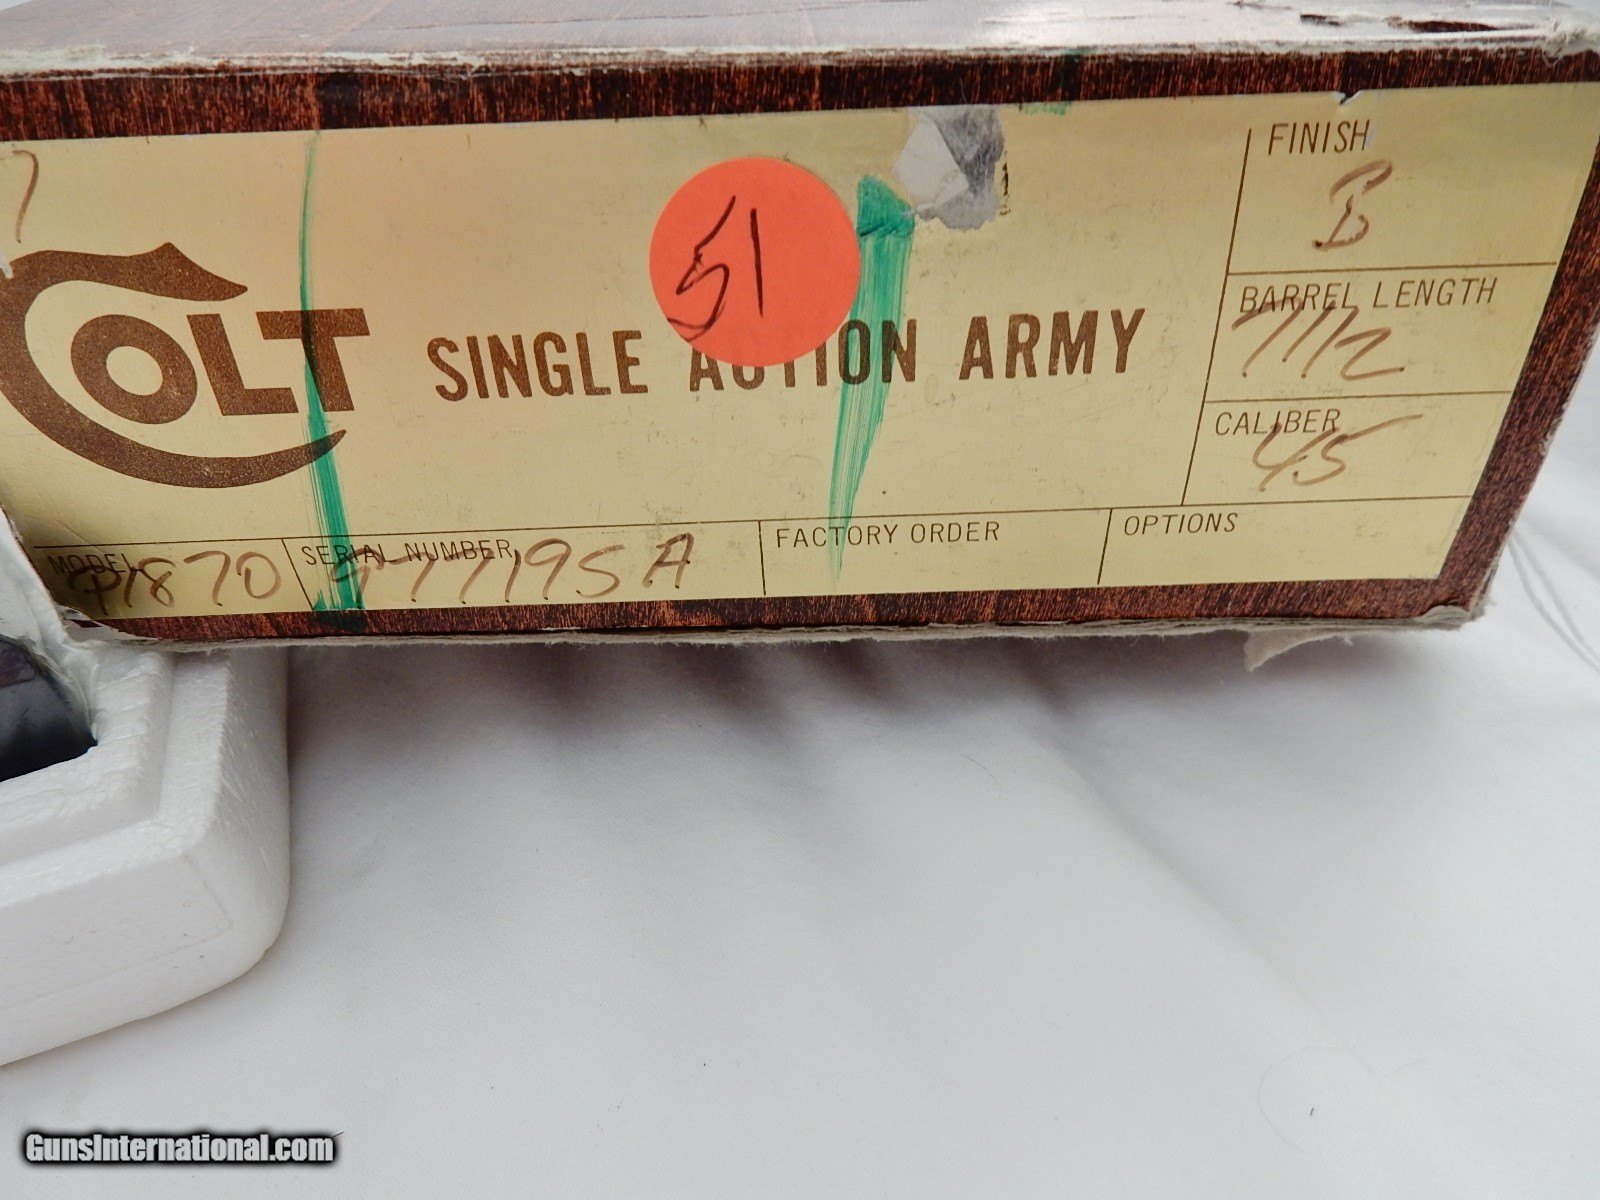 COLT
SINGLE ACTION ARMY
51
FINISH
B
BARREL LENGTH
7 1/2
CALIBER
45
MODEL
P1870
SERIAL NUMBER
FACTORY ORDER
OPTIONS
GunsInternational.com